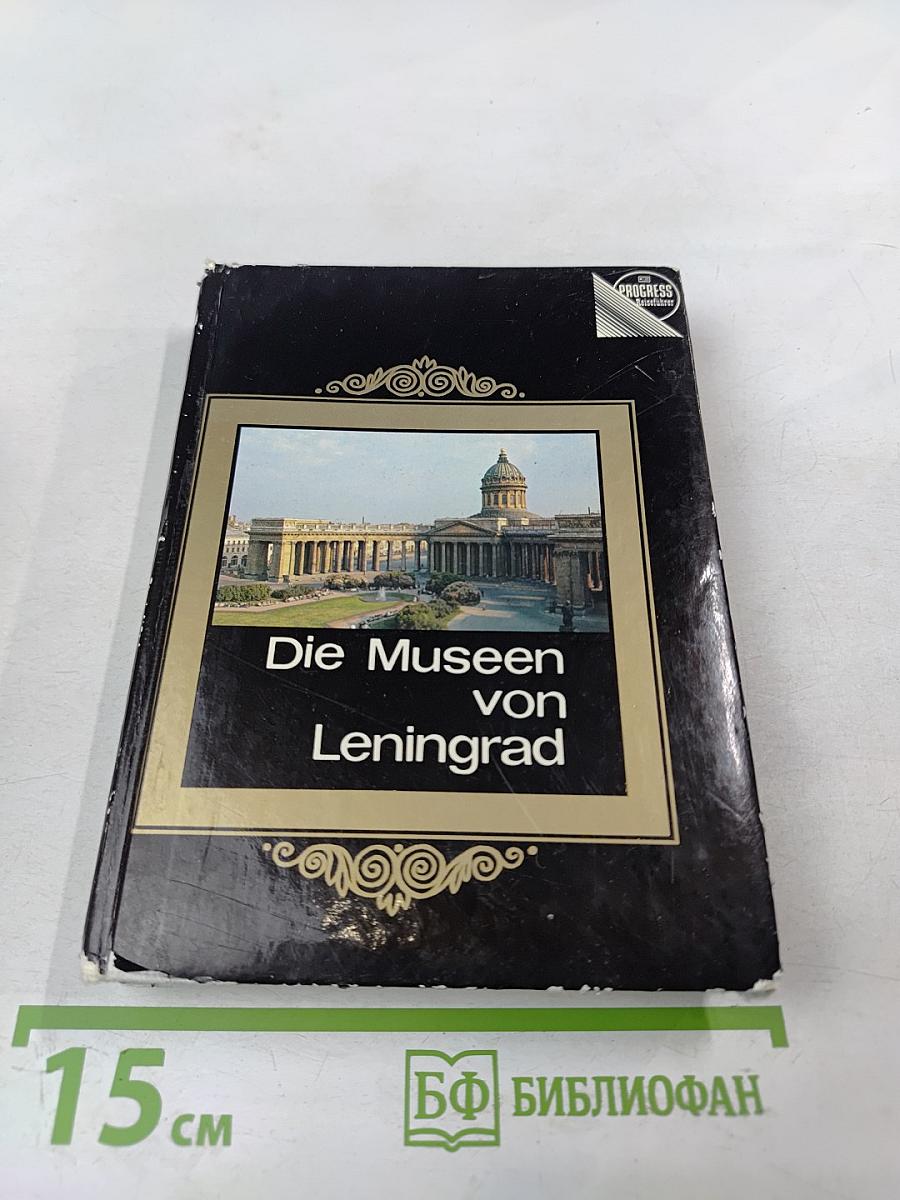 PROGRESS
Reiseführer
Die Museen
von
Leningrad
15 см
БФ БИБЛИОФАН